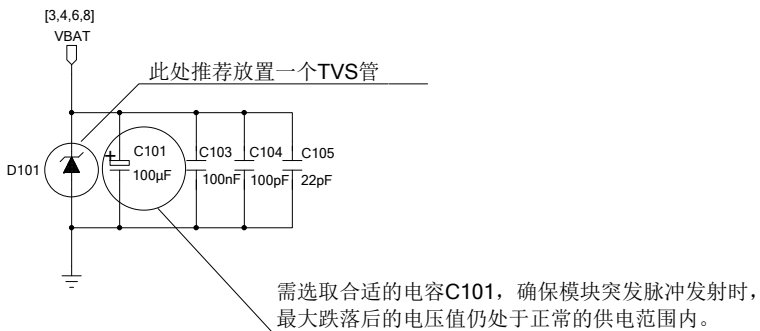 [3,4,6,8]
VBAT
此处推荐放置一个TVS管
D101
+
C101
100μF
C103
100nF
C104
100pF
C105
22pF
需选取合适的电容C101，确保模块突发脉冲发射时，
最大跌落后的电压值仍处于正常的供电范围内。